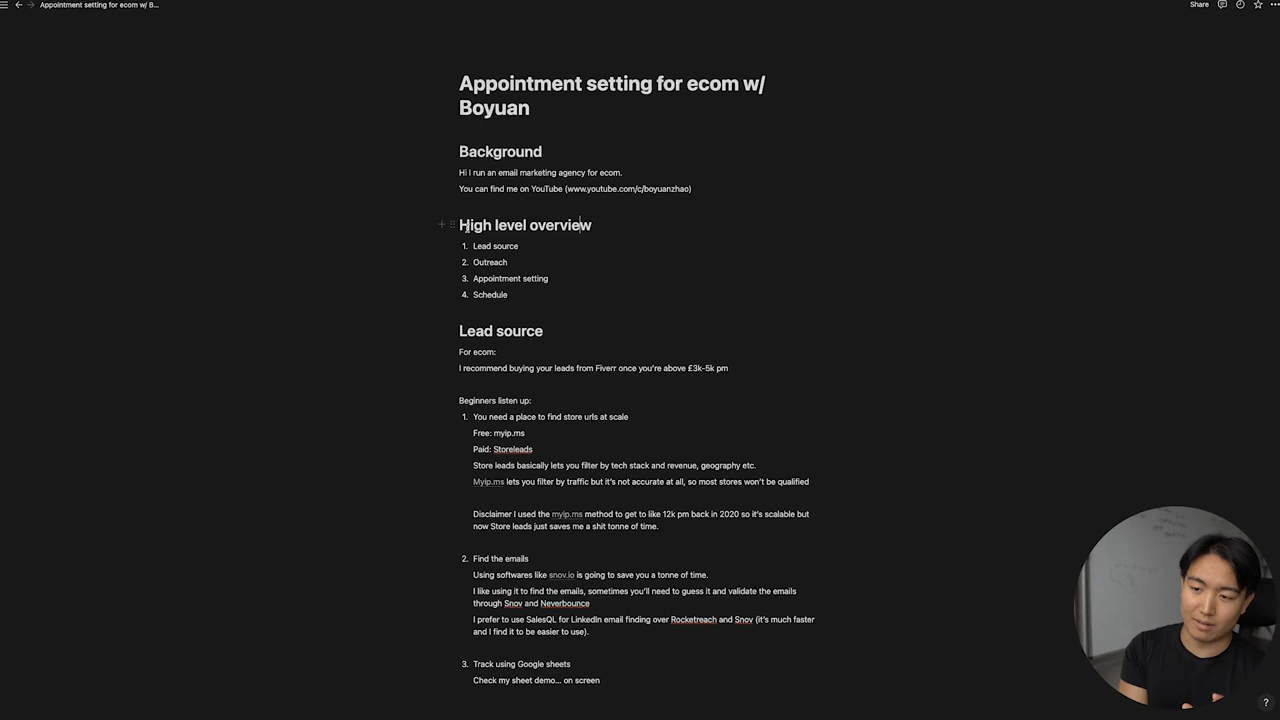 Appointment setting for ecom w/ B...
Share
Appointment setting for ecom w/
Boyuan
Background
Hi I run an email marketing agency for ecom.
You can find me on YouTube (www.youtube.com/c/boyuanzhao)
High level overview
1. Lead source
2. Outreach
3. Appointment setting
4. Schedule
Lead source
For ecom:
I recommend buying your leads from Fiverr once you're above £3k-5k pm
Beginners listen up:
1. You need a place to find store urls at scale
Free: myip.ms
Paid: Storeleads
Store leads basically lets you filter by tech stack and revenue, geography etc.
Myip.ms lets you filter by traffic but it's not accurate at all, so most stores won't be qualified
Disclaimer I used the myip.ms method to get to like 12k pm back in 2020 so it's scalable but
now Store leads just saves me a shit tonne of time.
2. Find the emails
Using softwares like snov.io is going to save you a tonne of time.
I like using it to find the emails, sometimes you'll need to guess it and validate the emails
through Snov and Neverbounce
I prefer to use SalesQL for LinkedIn email finding over Rocketreach and Snov (it's much faster
and I find it to be easier to use).
3. Track using Google sheets
Check my sheet demo... on screen
?